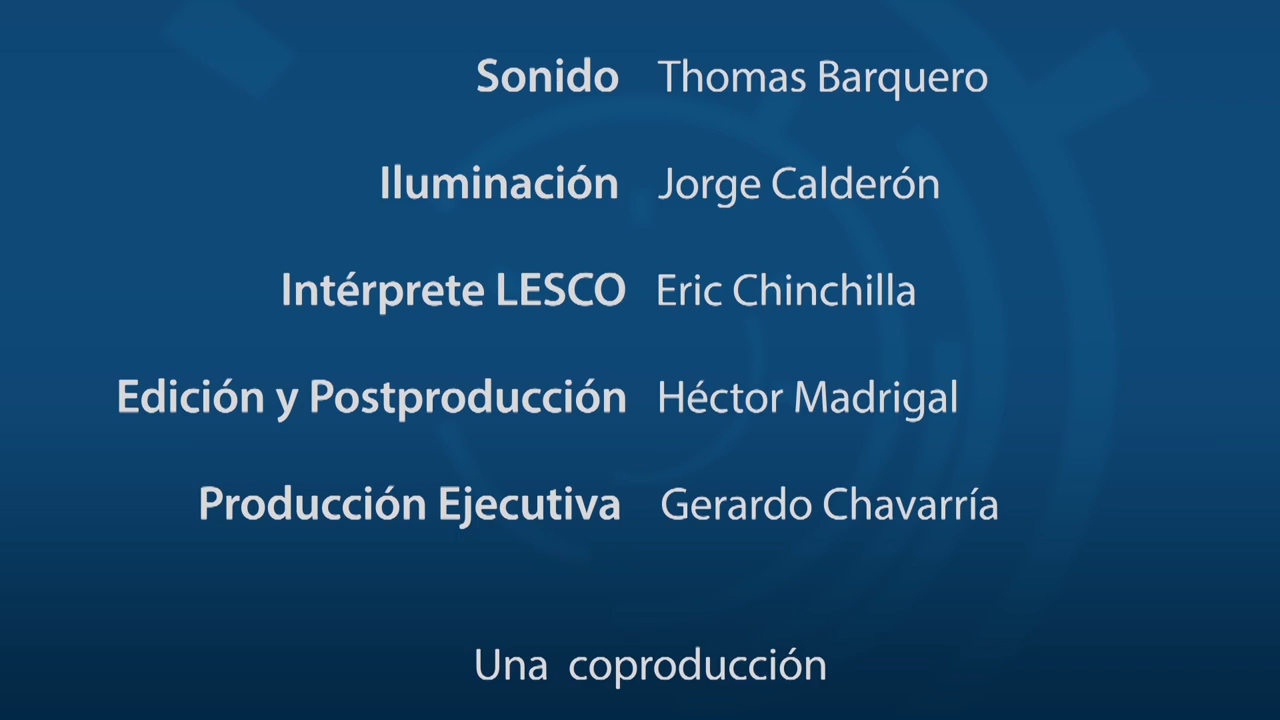 Sonido Thomas Barquero
Iluminación Jorge Calderón
Intérprete LESCO Eric Chinchilla
Edición y Postproducción Héctor Madrigal
Producción Ejecutiva Gerardo Chavarría
Una coproducción